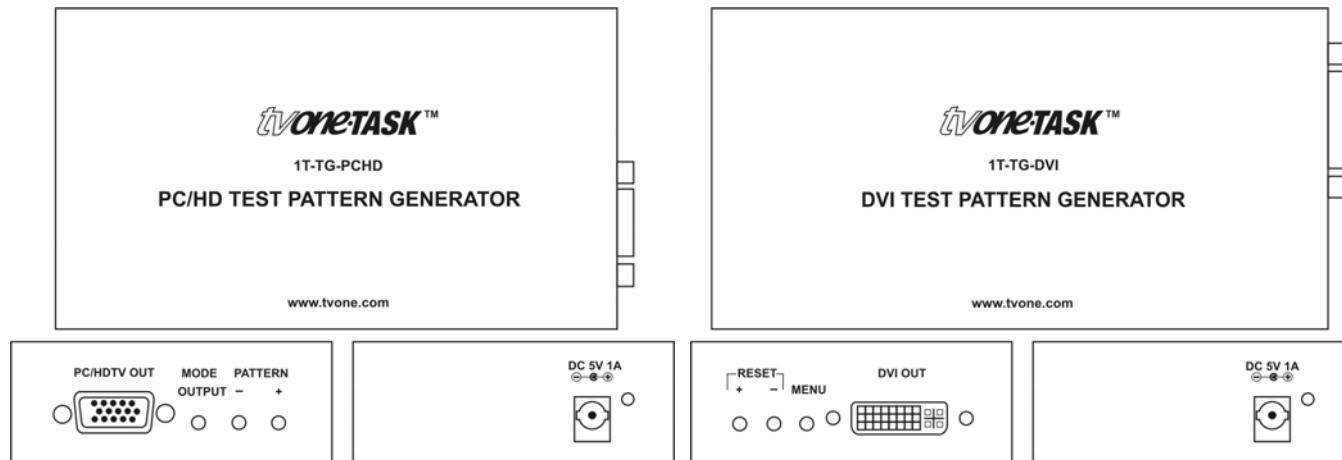 tvone·TASK™
1T-TG-PCHD
PC/HD TEST PATTERN GENERATOR
www.tvone.com
tvone·TASK™
1T-TG-DVI
DVI TEST PATTERN GENERATOR
www.tvone.com
PC/HDTV OUT
MODE PATTERN
OUTPUT − +
DC 5V 1A
RESET
+ − MENU
DVI OUT
DC 5V 1A